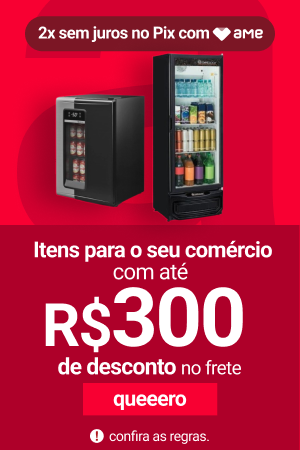 2x sem juros no Pix com ame
Itens para o seu comércio
com até
R$300
de desconto no frete
queeero
! confira as regras.